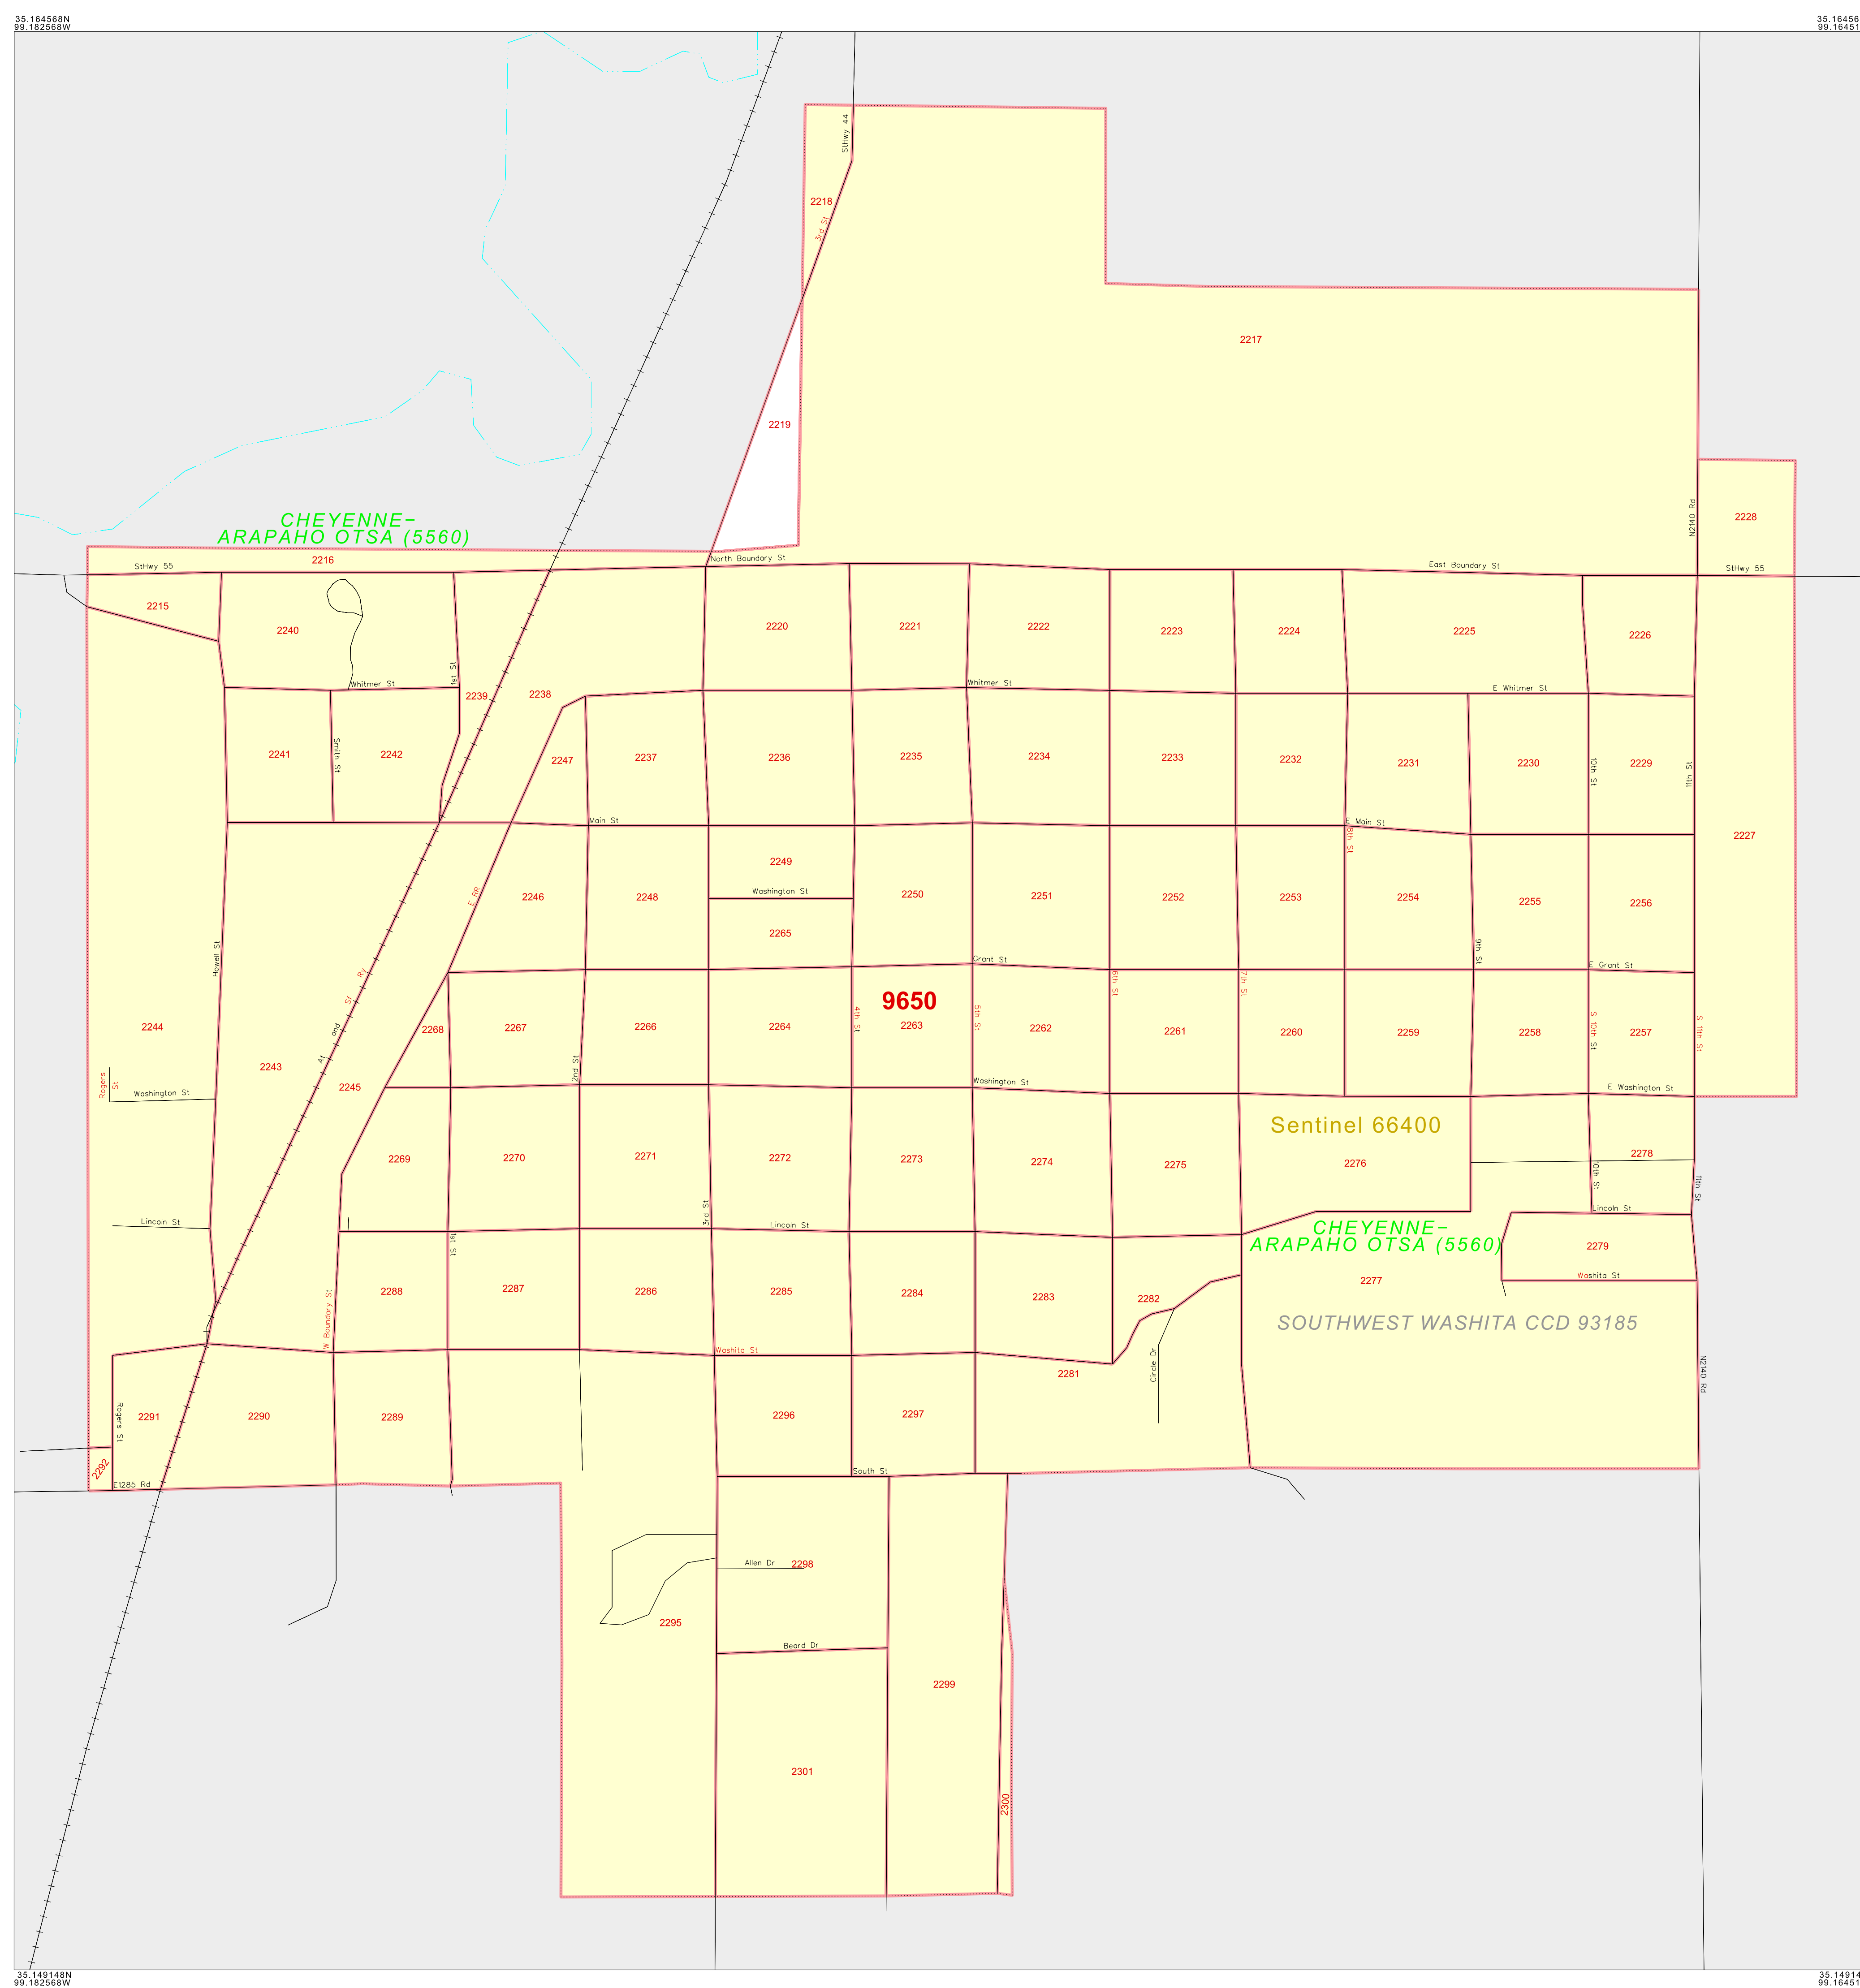 35.164568N
99.182568W
35.16456
99.16451
StHwy 44
2218
3rd St
2217
2219
CHEYENNE-
ARAPAHO OTSA (5560)
N2140 Rd
2228
2216
North Boundary St
StHwy 55
East Boundary St
StHwy 55
2215
2240
2220
2221
2222
2223
2224
2225
2226
1st St
Whitmer St
2239
2238
Whitmer St
E Whitmer St
2241
Smith St
2242
2247
2237
2236
2235
2234
2233
2232
2231
2230
10th St
2229
11th St
Main St
E Main St
8th St
2227
2249
E RR
2246
2248
Washington St
2250
2251
2252
2253
2254
2255
2256
2265
Howell St
9th St
Grant St
E Grant St
At and Sf Ry
6th St
7th St
9650
2244
2268
2267
2266
2264
4th St
2263
5th St
2262
2261
2260
2259
2258
S 10th St
2257
S 11th St
2243
2nd St
2245
Rogers St
Washington St
Washington St
E Washington St
Sentinel 66400
2269
2270
2271
2272
2273
2274
2275
2276
2278
10th St
11th St
3rd St
Lincoln St
Lincoln St
Lincoln St
CHEYENNE-
ARAPAHO OTSA (5560)
1st St
2279
Washita St
2277
W Boundary St
2288
2287
2286
2285
2284
2283
2282
SOUTHWEST WASHITA CCD 93185
Washita St
Circle Dr
2281
N2140 Rd
Rogers St
2291
2290
2289
2296
2297
2292
E1285 Rd
South St
Allen Dr
2298
2295
Beard Dr
2299
2301
2300
35.149148N
99.182568W
35.14914
99.16451